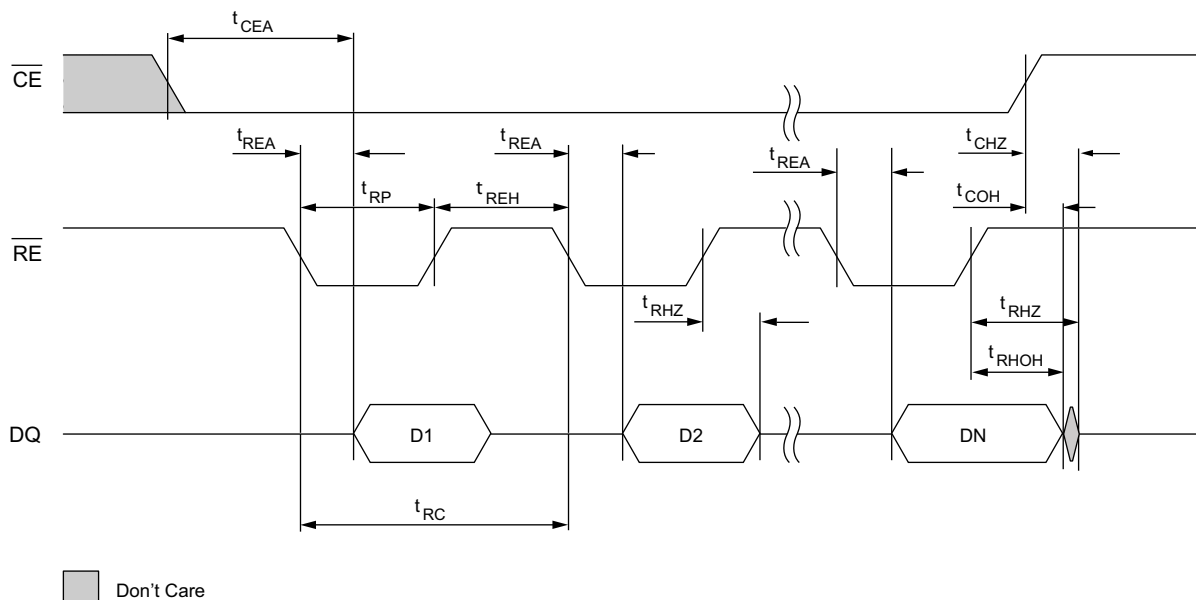 tCEA
CE
tREA
tREA
tREA
tCHZ
tRP
tREH
tCOH
RE
tRHZ
tRHZ
tRHOH
DQ
D1
D2
DN
tRC
Don't Care